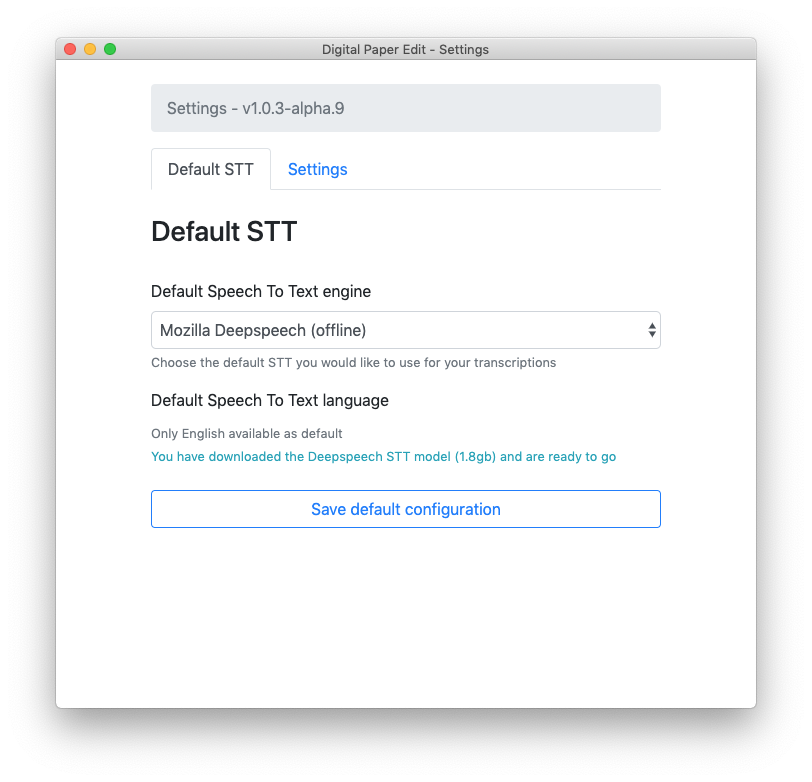 Digital Paper Edit - Settings
Settings - v1.0.3-alpha.9
Default STT Settings
Default STT
Default Speech To Text engine
Mozilla Deepspeech (offline)
Choose the default STT you would like to use for your transcriptions
Default Speech To Text language
Only English available as default
You have downloaded the Deepspeech STT model (1.8gb) and are ready to go
Save default configuration